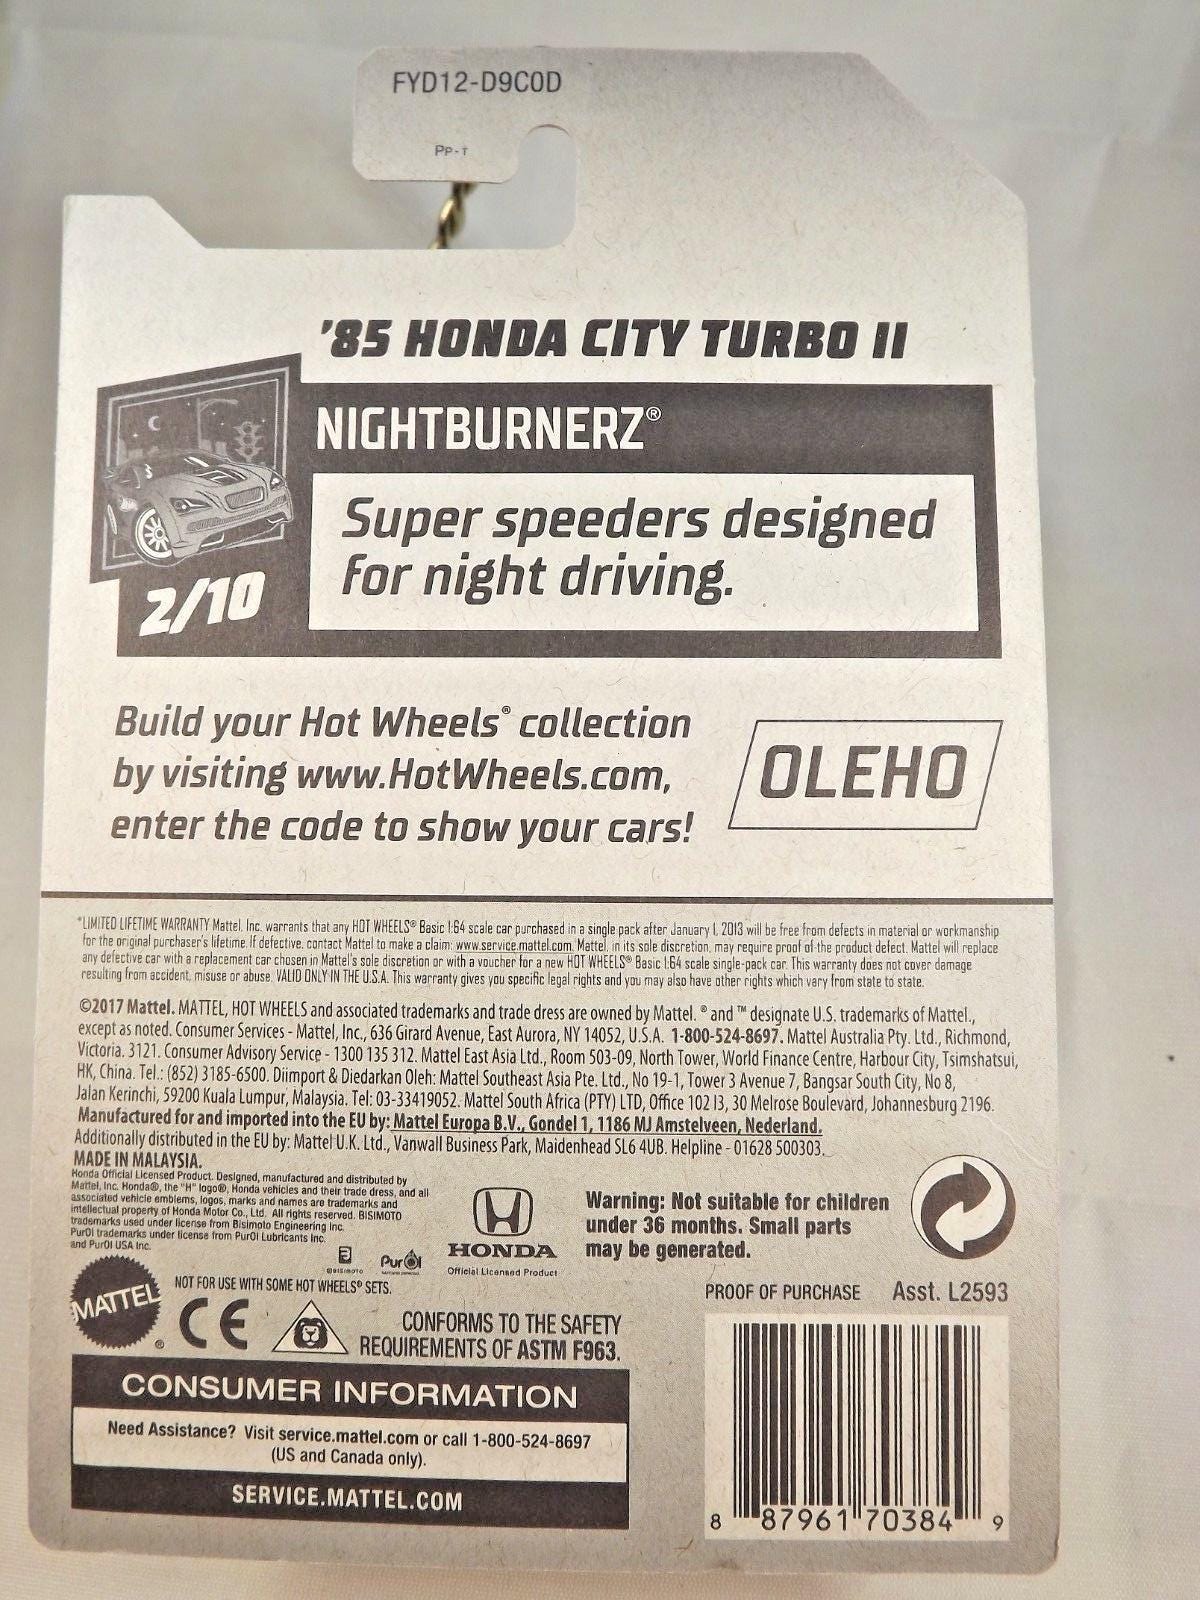 FYD12-D9C0D
PP-T
'85 HONDA CITY TURBO II
NIGHTBURNERZ®
Super speeders designed
for night driving.
2/10
Build your Hot Wheels® collection
by visiting www.HotWheels.com,
enter the code to show your cars!
OLEHO
*LIMITED LIFETIME WARRANTY Mattel, Inc. warrants that any HOT WHEELS® Basic 1:64 scale car purchased in a single pack after January 1, 2013 will be free from defects in material or workmanship
for the original purchaser's lifetime. If defective, contact Mattel to make a claim: www.service.mattel.com. Mattel, in its sole discretion, may require proof of the product defect. Mattel will replace
any defective car with a replacement car chosen in Mattel's sole discretion or with a voucher for a new HOT WHEELS® Basic 1:64 scale single-pack car. This warranty does not cover damage
resulting from accident, misuse or abuse. VALID ONLY IN THE U.S.A. This warranty gives you specific legal rights and you may also have other rights which vary from state to state.
©2017 Mattel. MATTEL, HOT WHEELS and associated trademarks and trade dress are owned by Mattel. ® and ™ designate U.S. trademarks of Mattel.,
except as noted. Consumer Services - Mattel, Inc., 636 Girard Avenue, East Aurora, NY 14052, U.S.A. 1-800-524-8697. Mattel Australia Pty. Ltd., Richmond,
Victoria. 3121. Consumer Advisory Service - 1300 135 312. Mattel East Asia Ltd., Room 503-09, North Tower, World Finance Centre, Harbour City, Tsimshatsui,
HK, China. Tel.: (852) 3185-6500. Diimport & Diedarkan Oleh: Mattel Southeast Asia Pte. Ltd., No 19-1, Tower 3 Avenue 7, Bangsar South City, No 8,
Jalan Kerinchi, 59200 Kuala Lumpur, Malaysia. Tel: 03-33419052. Mattel South Africa (PTY) LTD, Office 102 I3, 30 Melrose Boulevard, Johannesburg 2196.
Manufactured for and imported into the EU by: Mattel Europa B.V., Gondel 1, 1186 MJ Amstelveen, Nederland.
Additionally distributed in the EU by: Mattel U.K. Ltd., Vanwall Business Park, Maidenhead SL6 4UB. Helpline - 01628 500303.
MADE IN MALAYSIA.
Honda Official Licensed Product. Designed, manufactured and distributed by
Mattel, Inc. Honda®, the "H" logo®, Honda vehicles and their trade dress, and all
associated vehicle emblems, logos, marks and names are trademarks and
intellectual property of Honda Motor Co., Ltd. All rights reserved. BISIMOTO
trademarks used under license from Bisimoto Engineering Inc.
PurOl trademarks under license from PurOl Lubricants Inc.
and PurOl USA Inc.
BISIMOTO
PurOl
HONDA
Official Licensed Product
Warning: Not suitable for children
under 36 months. Small parts
may be generated.
MATTEL®
NOT FOR USE WITH SOME HOT WHEELS® SETS.
CE
CONFORMS TO THE SAFETY
REQUIREMENTS OF ASTM F963.
PROOF OF PURCHASE Asst. L2593
CONSUMER INFORMATION
Need Assistance? Visit service.mattel.com or call 1-800-524-8697
(US and Canada only).
SERVICE.MATTEL.COM
8 87961 70384 9